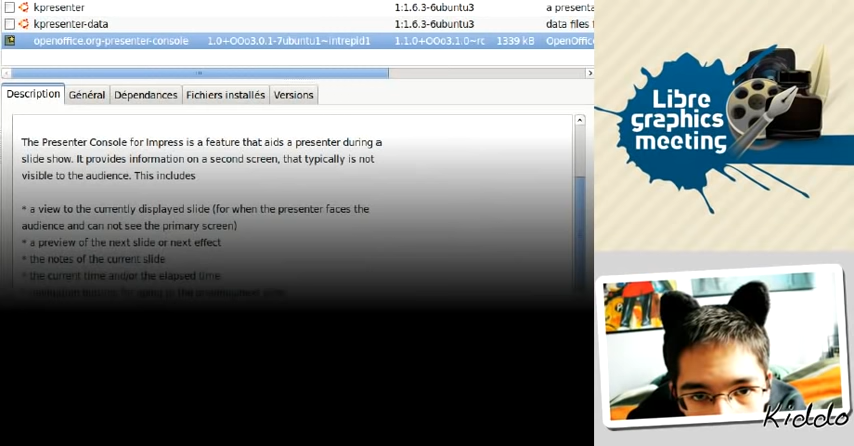 kpresenter 1:1.6.3-6ubuntu3 a presenta
kpresenter-data 1:1.6.3-6ubuntu3 data files f
openoffice.org-presenter-console 1.0+OOo3.0.1-7ubuntu1~intrepid1 1.1.0+OOo3.1.0~rc 1339 kB OpenOffic
Description Général Dépendances Fichiers installés Versions
The Presenter Console for Impress is a feature that aids a presenter during a
slide show. It provides information on a second screen, that typically is not
visible to the audience. This includes
* a view to the currently displayed slide (for when the presenter faces the
audience and can not see the primary screen)
* a preview of the next slide or next effect
* the notes of the current slide
* the current time and/or the elapsed time
Libre
graphics
meeting
Kiddo